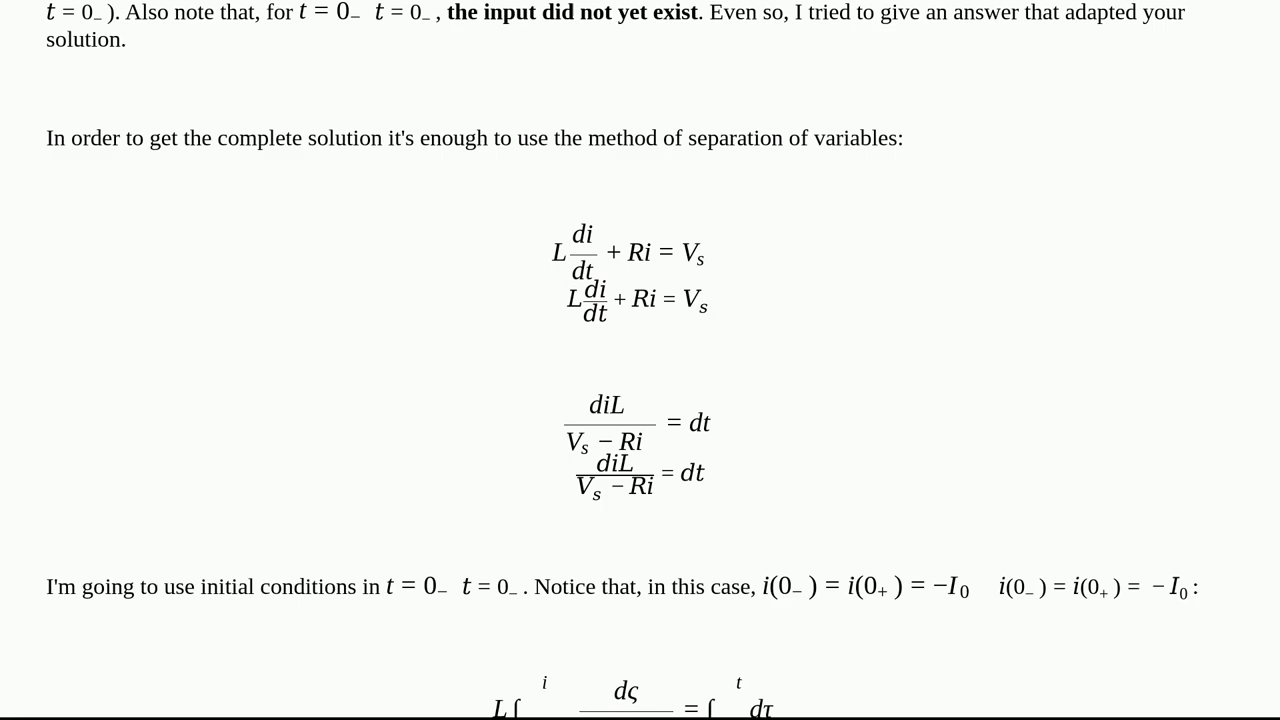 t = 0₋ t = 0₋ ). Also note that, for t = 0₋ t = 0₋ , the input did not yet exist. Even so, I tried to give an answer that adapted your
solution.
In order to get the complete solution it's enough to use the method of separation of variables:
L di/dt + Ri = Vₛ
L di/dt + Ri = Vₛ
diL/(Vₛ − Ri) = dt
diL/(Vₛ − Ri) = dt
I'm going to use initial conditions in t = 0₋ t = 0₋ . Notice that, in this case, i(0₋ ) = i(0₊ ) = −I₀ i(0₋ ) = i(0₊ ) = − I₀ :
L ∫ i dς = ∫ t dτ